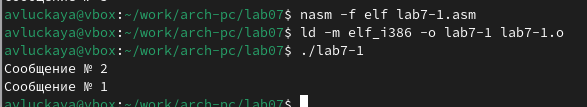 avluckaya@vbox:~/work/arch-pc/lab07$ nasm -f elf lab7-1.asm
avluckaya@vbox:~/work/arch-pc/lab07$ ld -m elf_i386 -o lab7-1 lab7-1.o
avluckaya@vbox:~/work/arch-pc/lab07$ ./lab7-1
Сообщение № 2
Сообщение № 1
avluckaya@vbox:~/work/arch-pc/lab07$